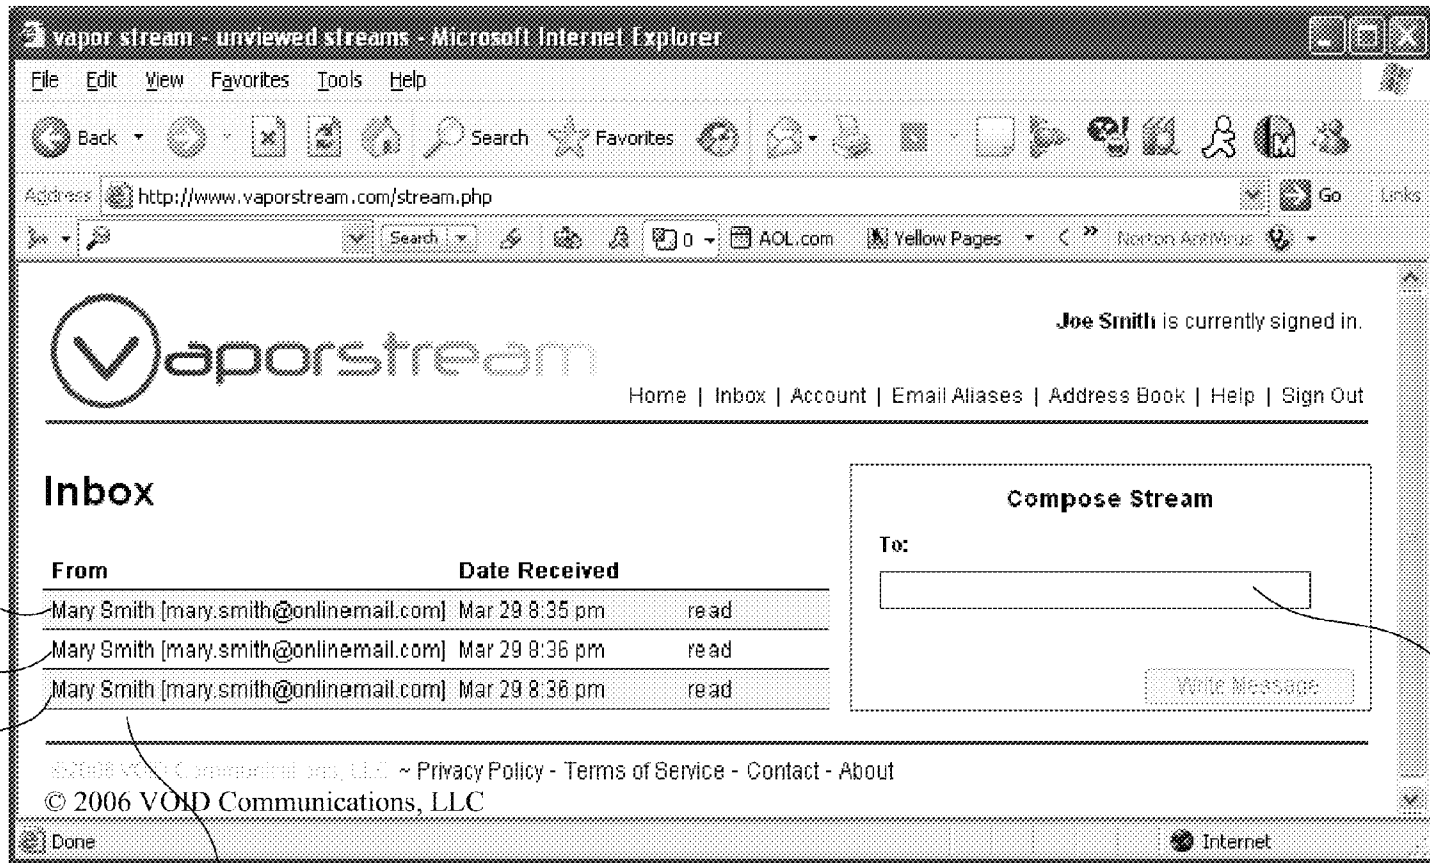 vapor stream - unviewed streams - Microsoft Internet Explorer
File Edit View Favorites Tools Help
Back Search Favorites
Address http://www.vaporstream.com/stream.php Go Links
Search 0 AOL.com Yellow Pages < » Norton AntiVirus
Joe Smith is currently signed in.
Vaporstream
Home | Inbox | Account | Email Aliases | Address Book | Help | Sign Out
Inbox
From Date Received
Mary Smith [mary.smith@onlinemail.com] Mar 29 8:35 pm read
Mary Smith [mary.smith@onlinemail.com] Mar 29 8:36 pm read
Mary Smith [mary.smith@onlinemail.com] Mar 29 8:36 pm read
Compose Stream
To:
Write Message
~ Privacy Policy - Terms of Service - Contact - About
© 2006 VOID Communications, LLC
Done Internet